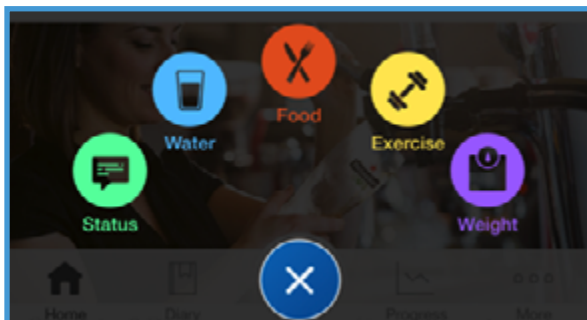 Food
Water
Exercise
Status
Weight
Home
Diary
Progress
More